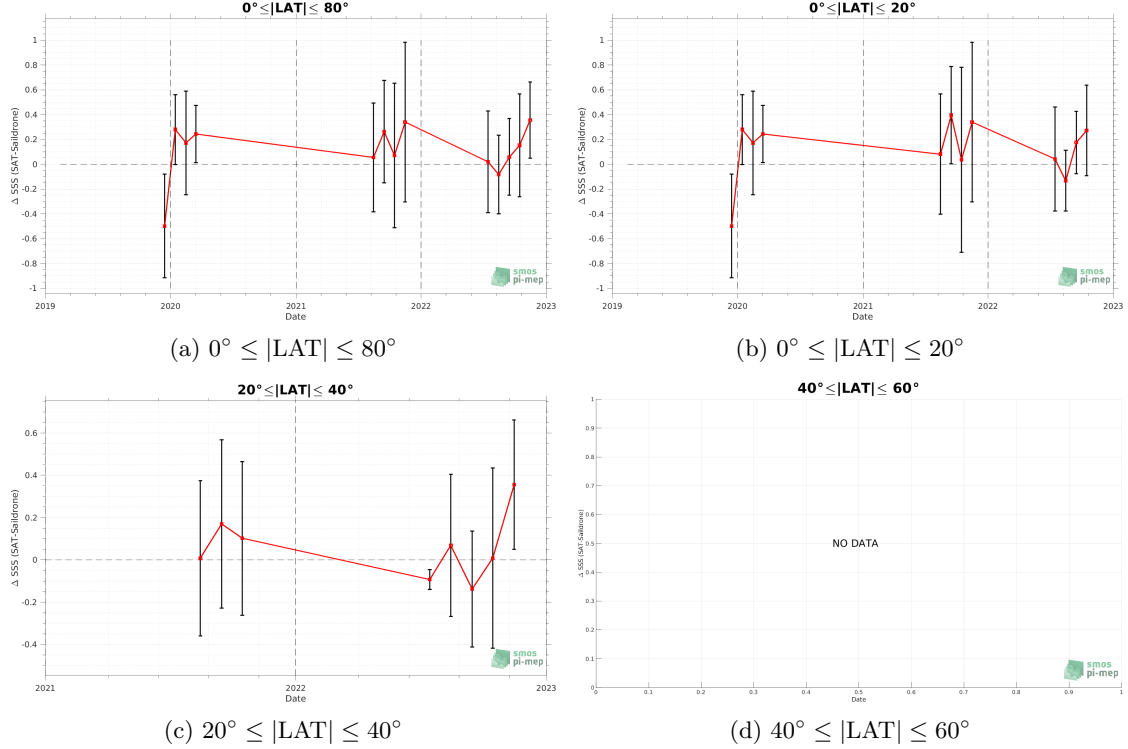 0°≤|LAT|≤ 80°
Δ SSS (SAT-Saildrone)
1
0.8
0.6
0.4
0.2
0
-0.2
-0.4
-0.6
-0.8
-1
2019
2020
2021
2022
2023
Date
smos
pi-mep
(a) 0° ≤ |LAT| ≤ 80°
0°≤|LAT|≤ 20°
Δ SSS (SAT-Saildrone)
1
0.8
0.6
0.4
0.2
0
-0.2
-0.4
-0.6
-0.8
-1
2019
2020
2021
2022
2023
Date
smos
pi-mep
(b) 0° ≤ |LAT| ≤ 20°
20°≤|LAT|≤ 40°
Δ SSS (SAT-Saildrone)
0.6
0.4
0.2
0
-0.2
-0.4
2021
2022
2023
Date
smos
pi-mep
(c) 20° ≤ |LAT| ≤ 40°
40°≤|LAT|≤ 60°
Δ SSS (SAT-Saildrone)
1
0.9
0.8
0.7
0.6
0.5
0.4
0.3
0.2
0.1
0
NO DATA
0
0.1
0.2
0.3
0.4
0.5
0.6
0.7
0.8
0.9
1
Date
smos
pi-mep
(d) 40° ≤ |LAT| ≤ 60°